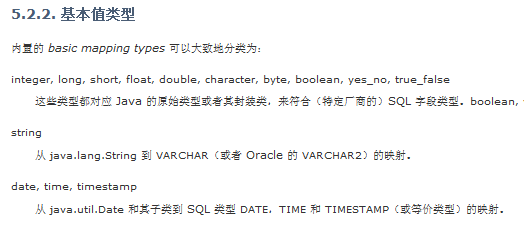 5.2.2. 基本值类型
内置的 basic mapping types 可以大致地分类为:
integer, long, short, float, double, character, byte, boolean, yes_no, true_false
这些类型都对应 Java 的原始类型或者其封装类，来符合（特定厂商的）SQL 字段类型。boolean,
string
从 java.lang.String 到 VARCHAR（或者 Oracle 的 VARCHAR2）的映射。
date, time, timestamp
从 java.util.Date 和其子类到 SQL 类型 DATE，TIME 和 TIMESTAMP（或等价类型）的映射。